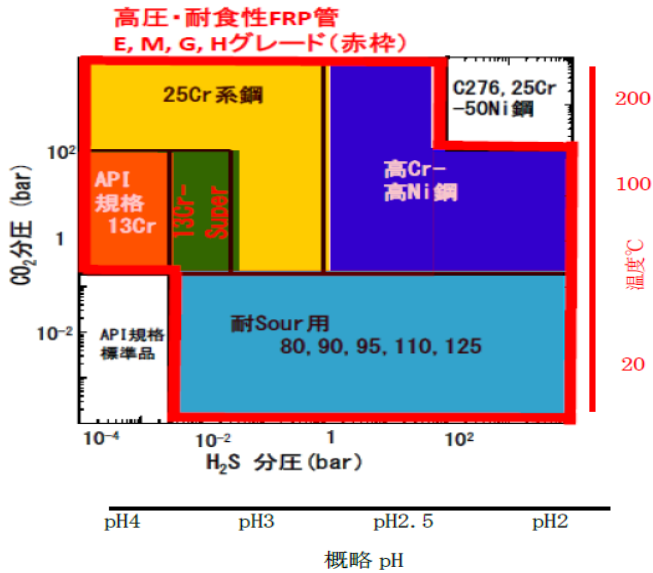 高圧・耐食性FRP管
E, M, G, Hグレード(赤枠)
25Cr系鋼
C276, 25Cr
-50Ni鋼
200
10²
API
規格
13Cr
13Cr-
Super
高Cr-
高Ni鋼
100
1
CO₂分圧 (bar)
温度℃
10⁻²
API規格
標準品
耐Sour用
80, 90, 95, 110, 125
20
10⁻⁴
10⁻²
1
10²
H₂S 分圧(bar)
pH4
pH3
pH2.5
pH2
概略 pH